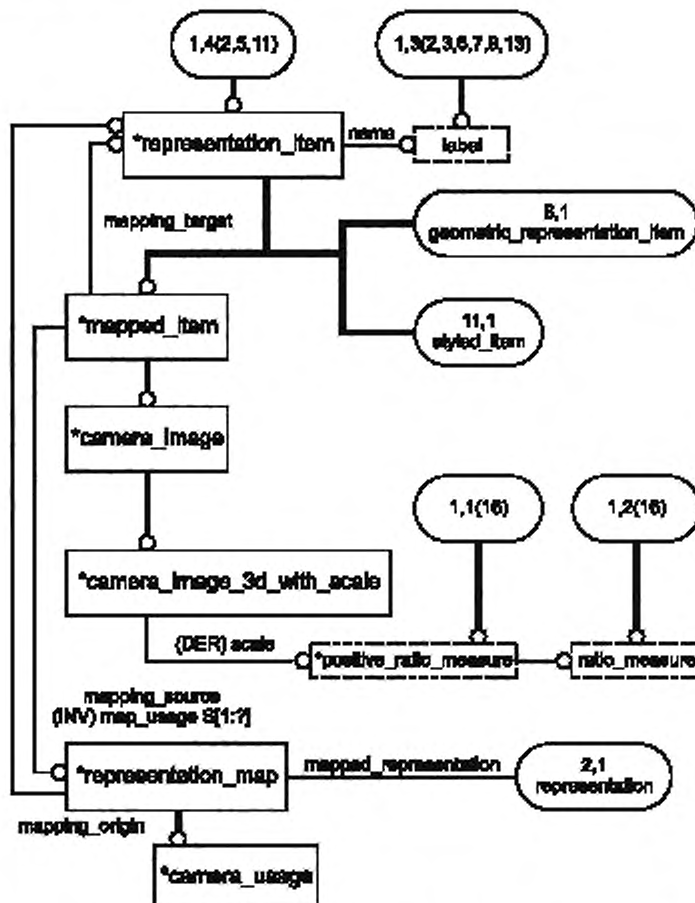 1,4(2,5,11)
1,3(2,3,6,7,9,13)
*representation_item
name
label
mapping_target
8,1
geometric_representation_item
*mapped_item
11,1
styled_item
*camera_image
1,1(16)
1,2(16)
*camera_image_3d_with_scale
(DER) scale
*positive_ratio_measure
ratio_measure
mapping_source
(INV) map_usage S[1:?]
*representation_map
mapped_representation
2,1
representation
mapping_origin
*camera_usage